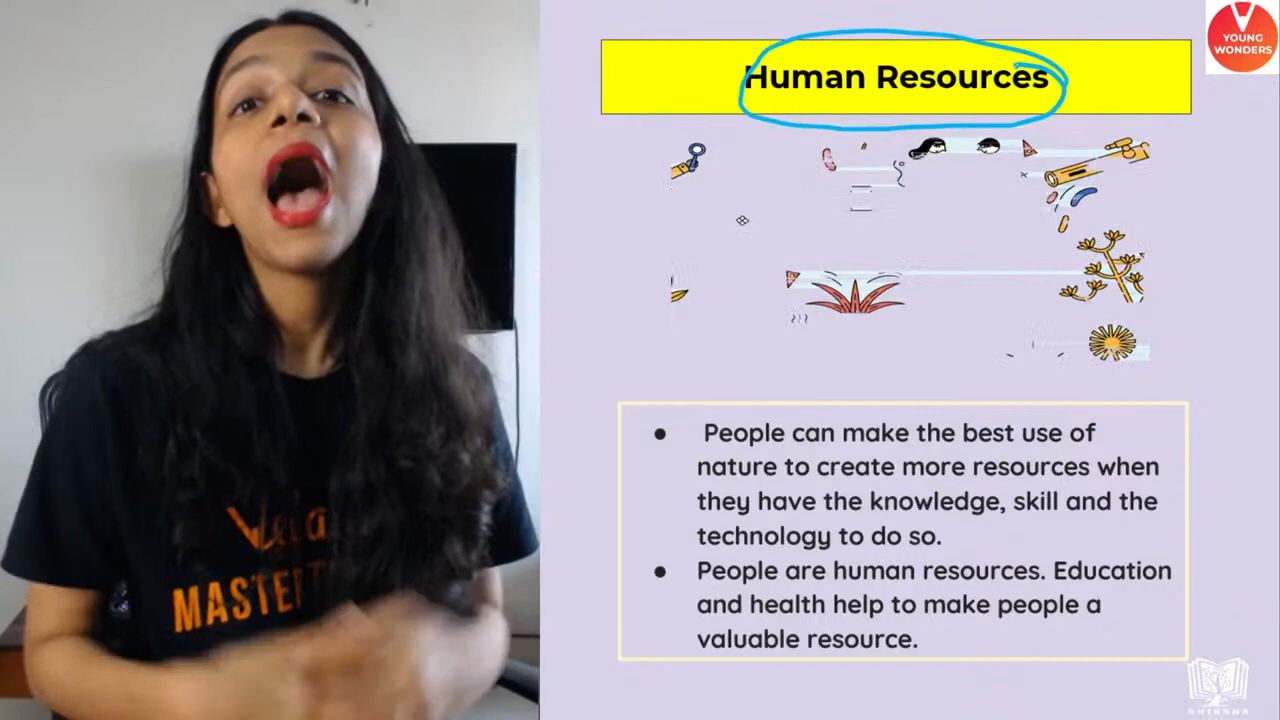 YOUNG
WONDERS
Human Resources
● People can make the best use of
nature to create more resources when
they have the knowledge, skill and the
technology to do so.
● People are human resources. Education
and health help to make people a
valuable resource.
SHIKSHA